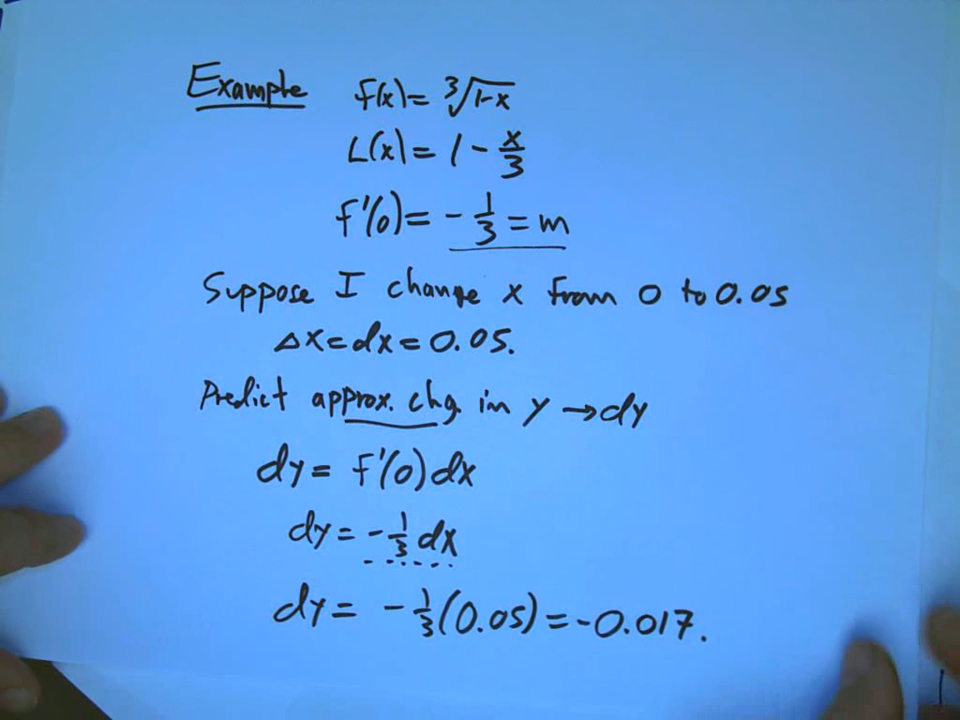 Example f(x) = ∛1-x
L(x) = 1 - x/3
f'(0) = - 1/3 = m
Suppose I change x from 0 to 0.05
Δx = dx = 0.05.
Predict approx. chg. in y → dy
dy = f'(0) dx
dy = - 1/3 dx
dy = - 1/3 (0.05) = -0.017.